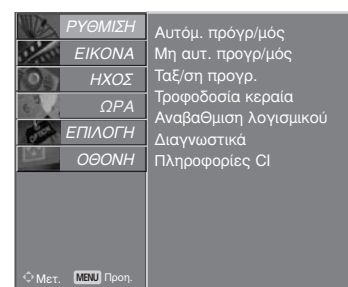 ΡΥΘΜΙΣΗ
ΕΙΚΟΝΑ
ΗΧΟΣ
ΩΡΑ
ΕΠΙΛΟΓΗ
ΟΘΟΝΗ
Αυτόμ. πρόγρ/μός
Μη αυτ. προγρ/μός
Ταξ/ση προγρ.
Τροφοδοσία κεραία
ΑναβαΘμιση λογισμικού
Διαγνωστικά
Πληροφορίες CI
Μετ. MENU Προη.